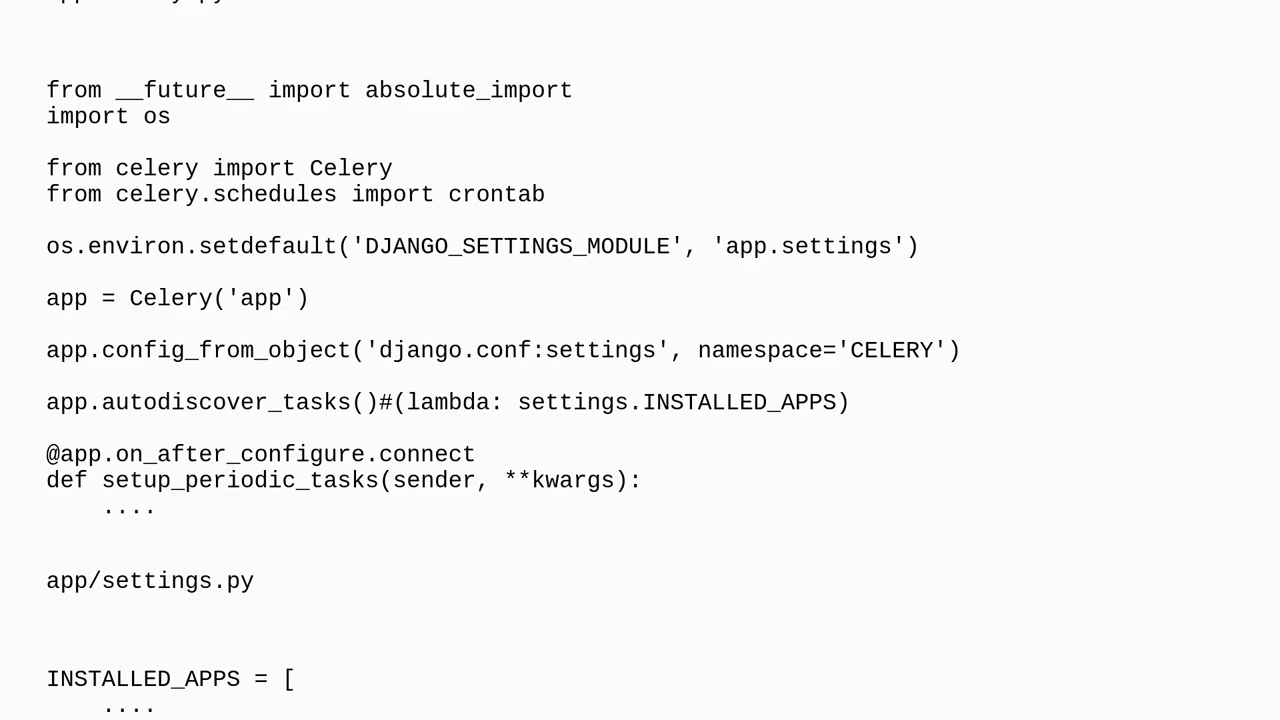 from __future__ import absolute_import
import os
from celery import Celery
from celery.schedules import crontab
os.environ.setdefault('DJANGO_SETTINGS_MODULE', 'app.settings')
app = Celery('app')
app.config_from_object('django.conf:settings', namespace='CELERY')
app.autodiscover_tasks()#(lambda: settings.INSTALLED_APPS)
@app.on_after_configure.connect
def setup_periodic_tasks(sender, **kwargs):
    ....
app/settings.py
INSTALLED_APPS = [
    ....